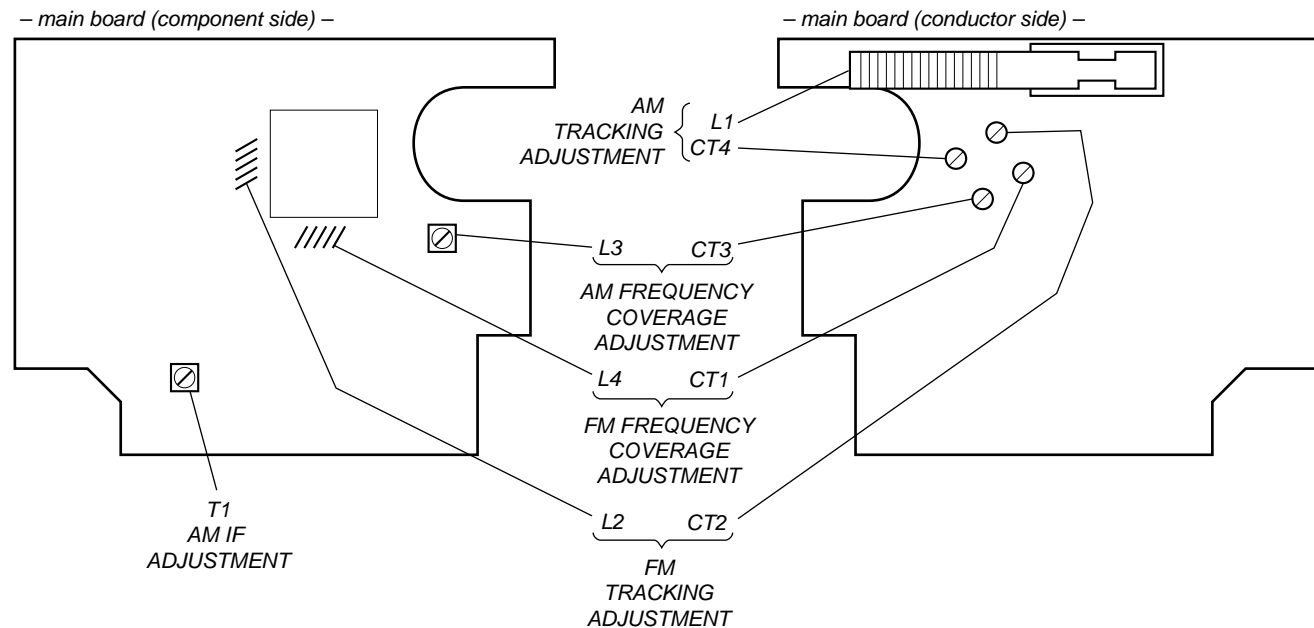 – main board (component side) –
– main board (conductor side) –
AM
TRACKING
ADJUSTMENT
L1
CT4
L3 CT3
AM FREQUENCY
COVERAGE
ADJUSTMENT
L4 CT1
FM FREQUENCY
COVERAGE
ADJUSTMENT
T1
AM IF
ADJUSTMENT
L2 CT2
FM
TRACKING
ADJUSTMENT